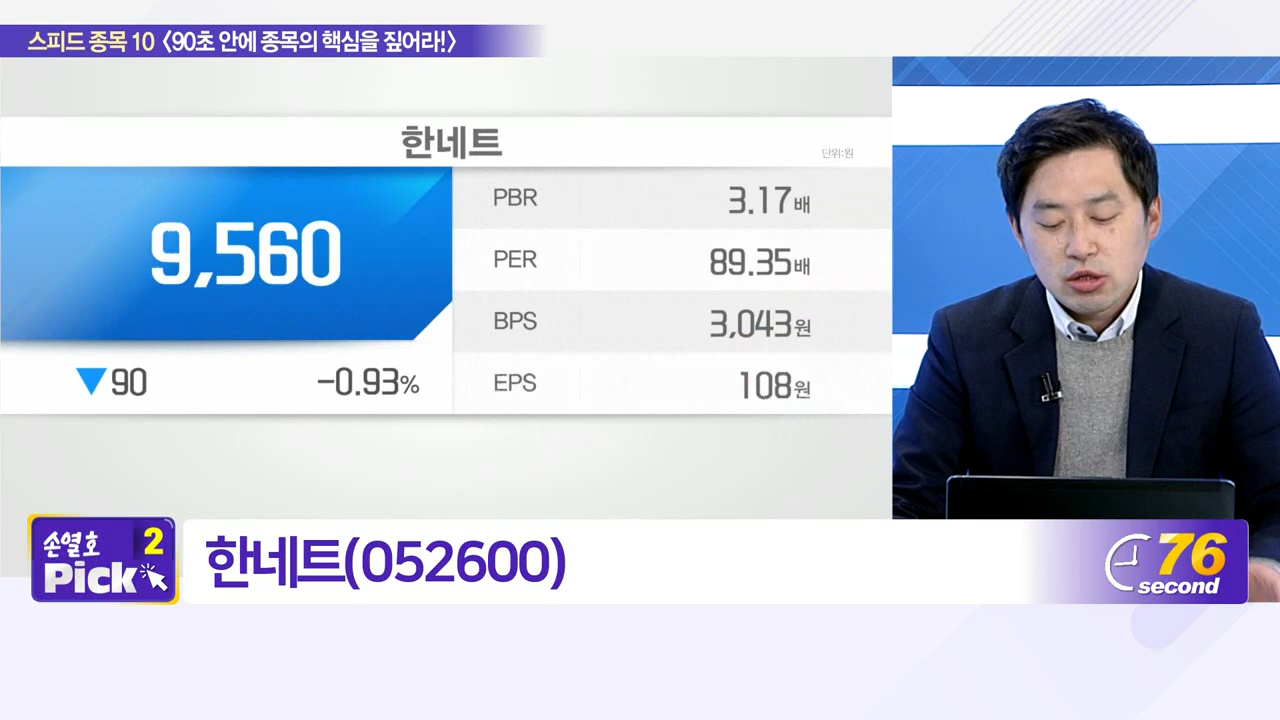 스피드 종목 10 <90초 안에 종목의 핵심을 짚어라!>
한네트
단위:원
9,560
▼90 -0.93%
PBR 3.17배
PER 89.35배
BPS 3,043원
EPS 108원
손열호 2
Pick
한네트(052600)
76
second